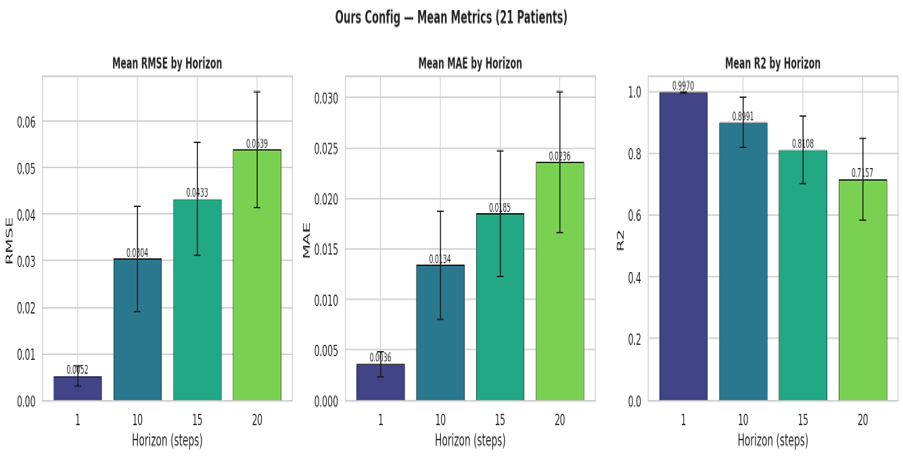 Ours Config — Mean Metrics (21 Patients)
Mean RMSE by Horizon
RMSE
0.06
0.05
0.04
0.03
0.02
0.01
0.00
0.0052
0.0304
0.0433
0.0539
1 10 15 20
Horizon (steps)
Mean MAE by Horizon
MAE
0.030
0.025
0.020
0.015
0.010
0.005
0.000
0.0036
0.0134
0.0185
0.0236
1 10 15 20
Horizon (steps)
Mean R2 by Horizon
R2
1.0
0.8
0.6
0.4
0.2
0.0
0.9970
0.8991
0.8108
0.7157
1 10 15 20
Horizon (steps)